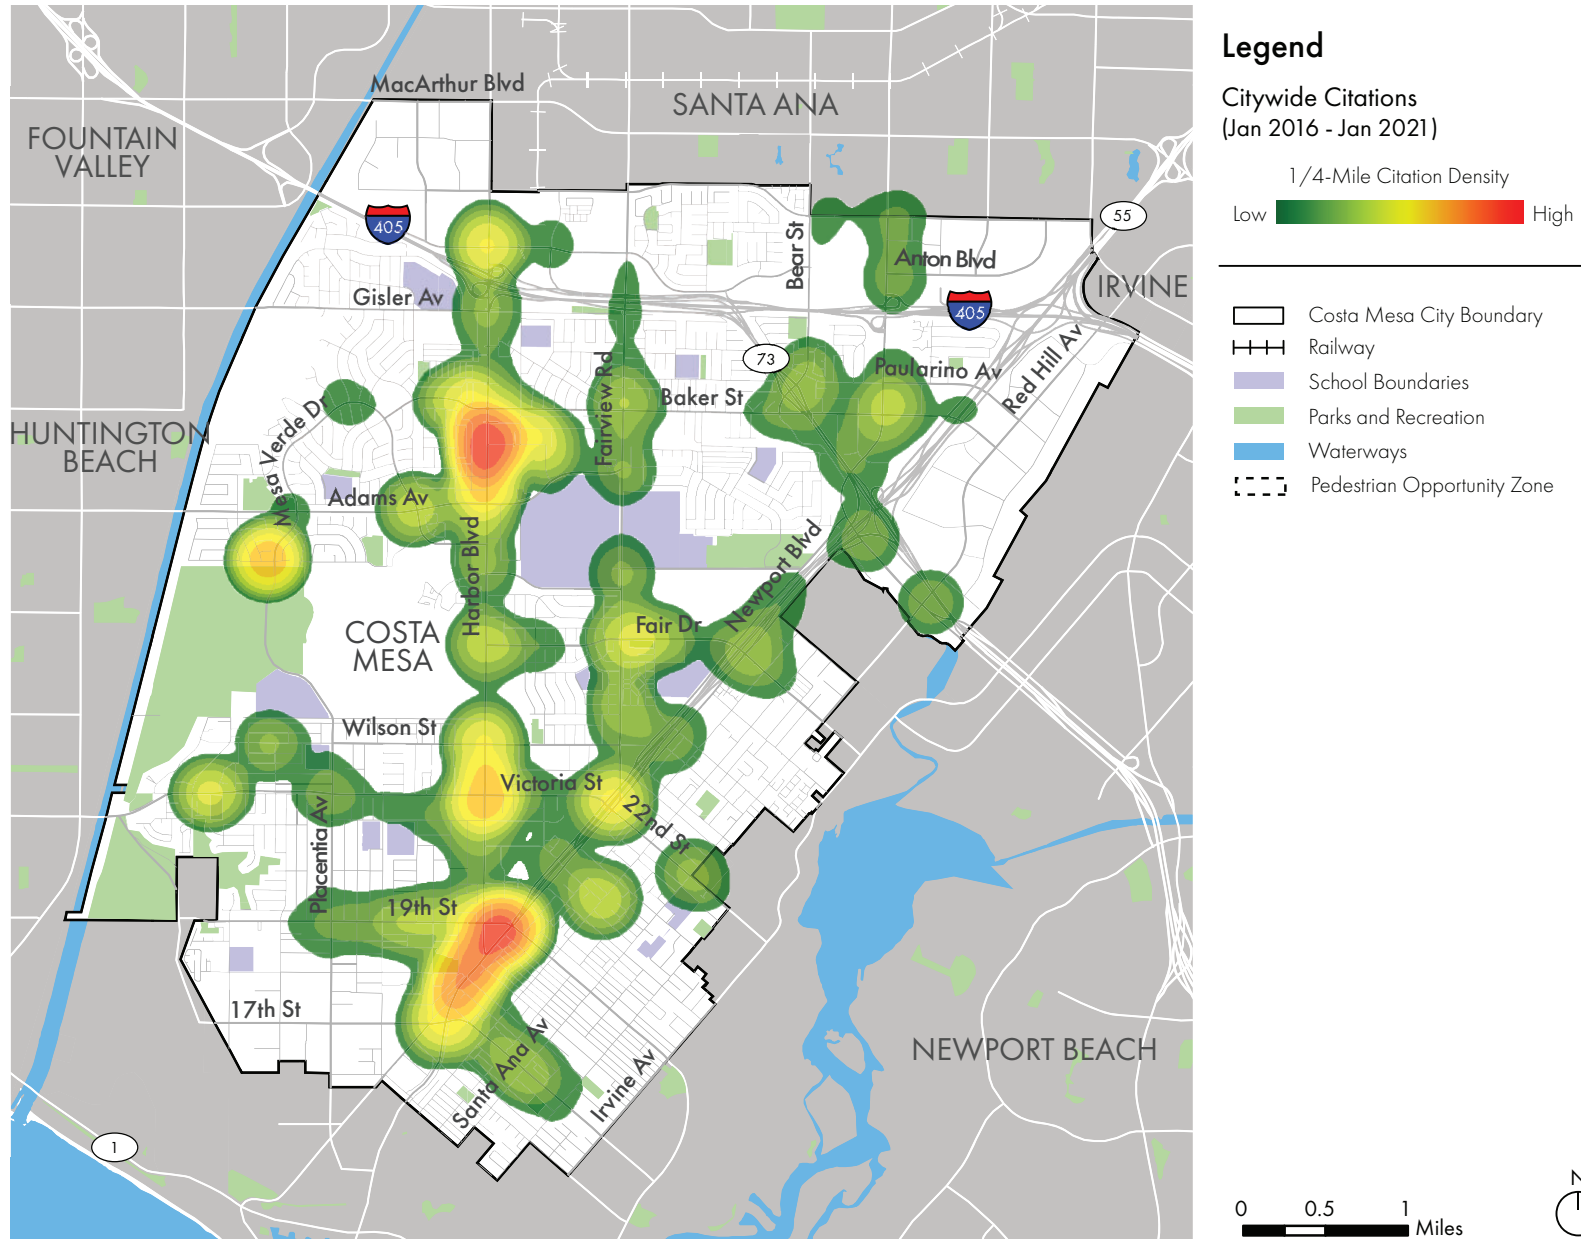 MacArthur Blvd
SANTA ANA
FOUNTAIN
VALLEY
405
55
Bear St
Anton Blvd
IRVINE
Gisler Av
405
73
Paularino Av
Red Hill Av
Fairview Rd
Baker St
HUNTINGTON
BEACH
Mesa Verde Dr
Adams Av
Harbor Blvd
Newport Blvd
COSTA
MESA
Fair Dr
Wilson St
Victoria St
22nd St
Placentia Av
19th St
17th St
Santa Ana Av
Irvine Av
NEWPORT BEACH
1
Legend
Citywide Citations
(Jan 2016 - Jan 2021)
1/4-Mile Citation Density
Low
High
Costa Mesa City Boundary
Railway
School Boundaries
Parks and Recreation
Waterways
Pedestrian Opportunity Zone
N
0 0.5 1
Miles